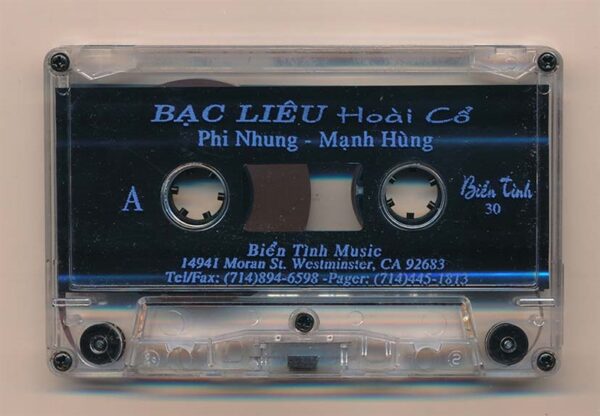 BẠC LIÊU Hoài Cổ
Phi Nhung - Mạnh Hùng
A
Biển Tình
30
Biển Tình Music
14941 Moran St. Westminster, CA 92683
Tel/Fax: (714)894-6598 -Pager: (714)445-1813